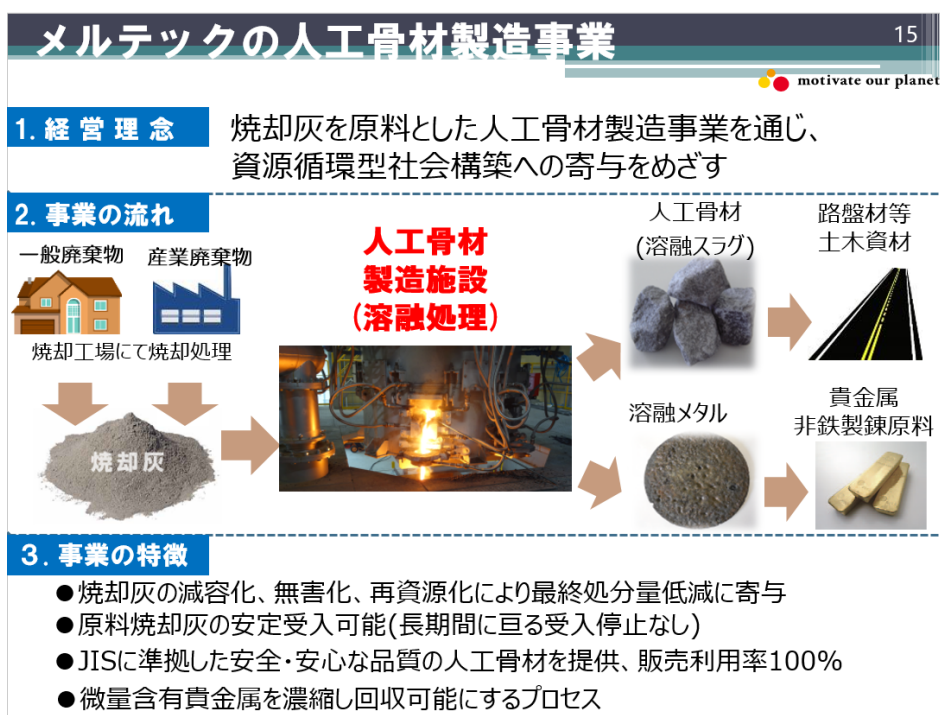 メルテックの人工骨材製造事業
15
motivate our planet
1. 経営理念
焼却灰を原料とした人工骨材製造事業を通じ、
資源循環型社会構築への寄与をめざす
2. 事業の流れ
一般廃棄物
産業廃棄物
焼却工場にて焼却処理
焼却灰
人工骨材
製造施設
(溶融処理)
人工骨材
(溶融スラグ)
路盤材等
土木資材
溶融メタル
貴金属
非鉄製錬原料
3. 事業の特徴
●焼却灰の減容化、無害化、再資源化により最終処分量低減に寄与
●原料焼却灰の安定受入可能(長期間に亘る受入停止なし)
●JISに準拠した安全・安心な品質の人工骨材を提供、販売利用率100%
●微量含有貴金属を濃縮し回収可能にするプロセス